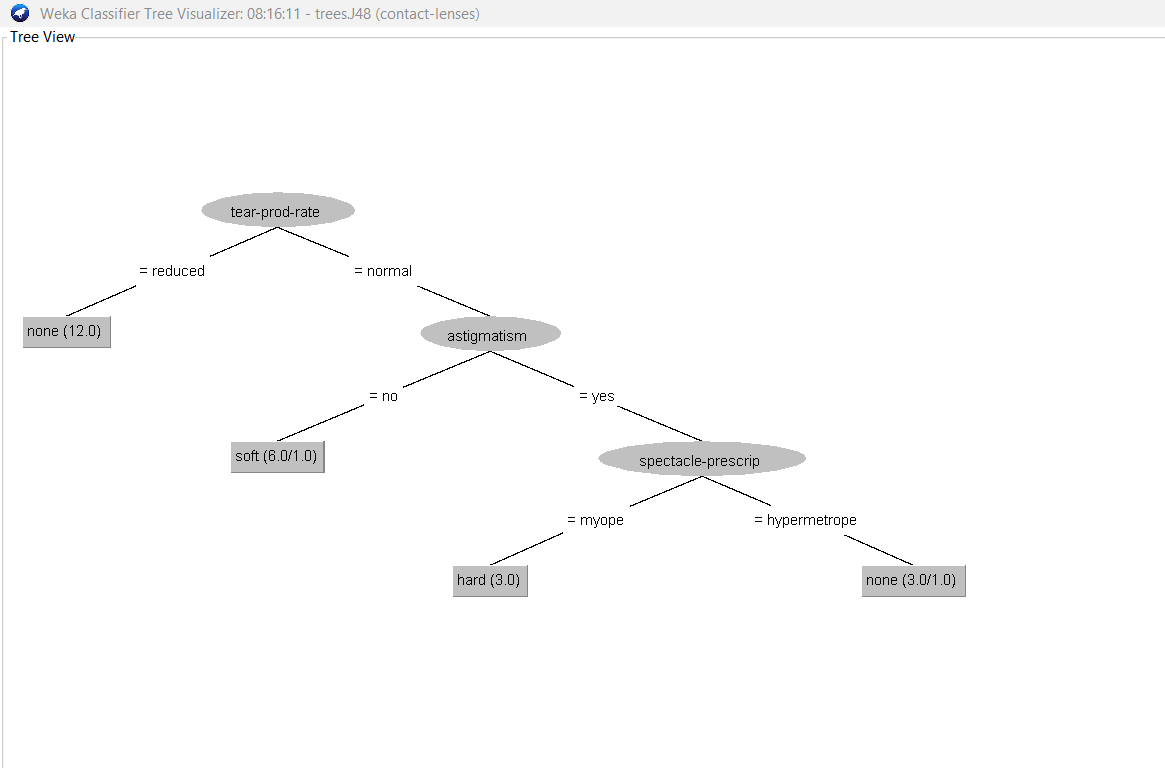 Weka Classifier Tree Visualizer: 08:16:11 - trees.J48 (contact-lenses)
Tree View
tear-prod-rate
= reduced
= normal
none (12.0)
astigmatism
= no
= yes
soft (6.0/1.0)
spectacle-prescrip
= myope
= hypermetrope
hard (3.0)
none (3.0/1.0)